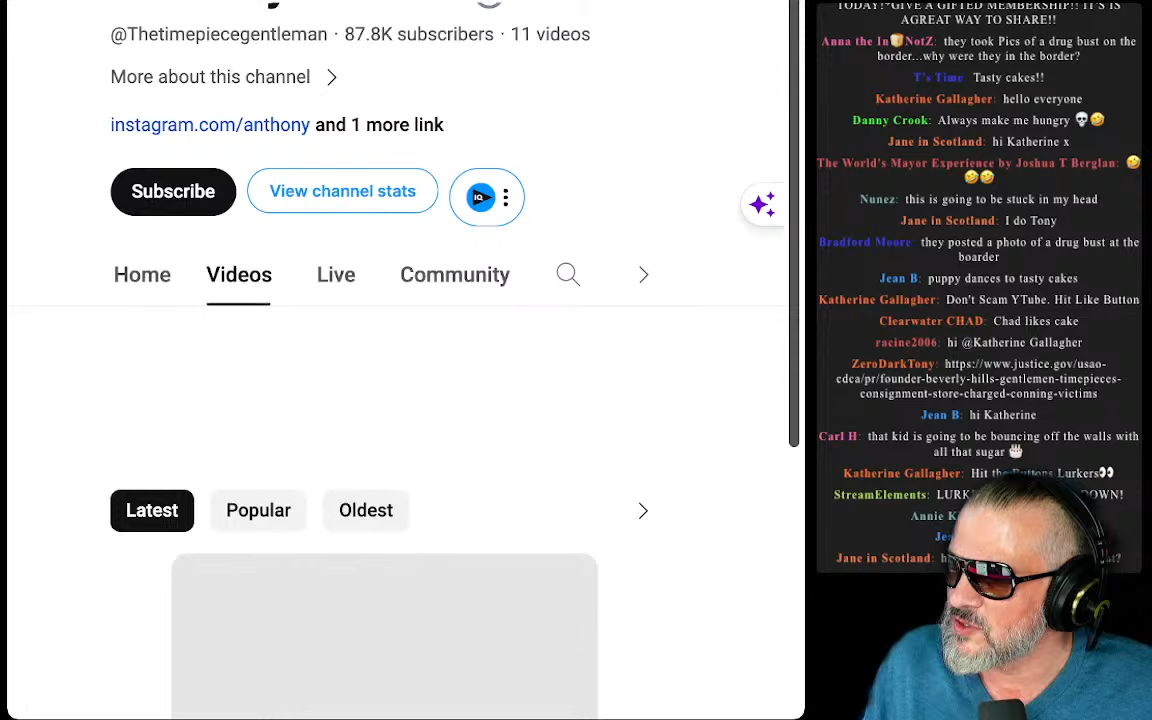 @Thetimepiecegentleman · 87.8K subscribers · 11 videos
More about this channel
instagram.com/anthony and 1 more link
Subscribe
View channel stats
IQ
Home
Videos
Live
Community
Latest
Popular
Oldest
TODAY!*GIVE A GIFTED MEMBERSHIP!! IT'S IS
AGREAT WAY TO SHARE!!
Anna the In🍞NotZ: they took Pics of a drug bust on the
border...why were they in the border?
T's Time: Tasty cakes!!
Katherine Gallagher: hello everyone
Danny Crook: Always make me hungry 💀🤣
Jane in Scotland: hi Katherine x
The World's Mayor Experience by Joshua T Berglan: 🤣
🤣🤣
Nunez: this is going to be stuck in my head
Jane in Scotland: I do Tony
Bradford Moore: they posted a photo of a drug bust at the
boarder
Jean B: puppy dances to tasty cakes
Katherine Gallagher: Don't Scam YTube. Hit Like Button
Clearwater CHAD: Chad likes cake
racine2006: hi @Katherine Gallagher
ZeroDarkTony: https://www.justice.gov/usao-
cdca/pr/founder-beverly-hills-gentlemen-timepieces-
consignment-store-charged-conning-victims
Jean B: hi Katherine
Carl H: that kid is going to be bouncing off the walls with
all that sugar 🎂
Katherine Gallagher: Hit the Buttons Lurkers👀
StreamElements: DOWN!
Annie
Jane in Scotland: